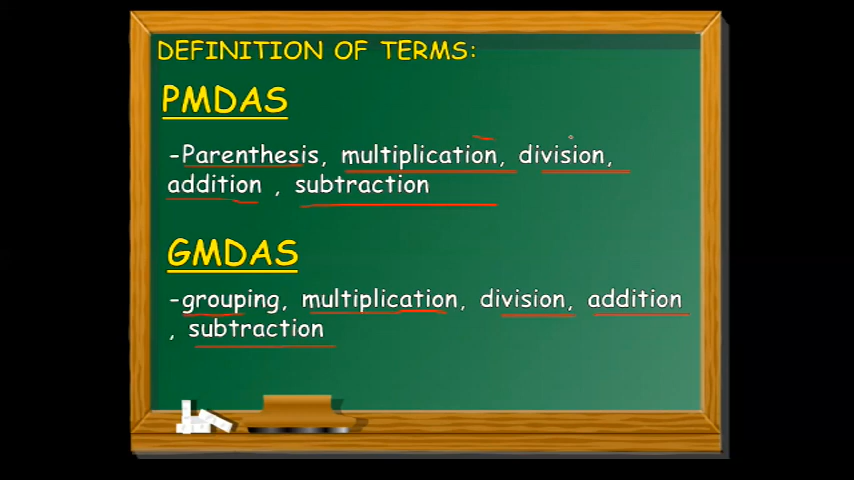 DEFINITION OF TERMS:
PMDAS
-Parenthesis, multiplication, division,
addition , subtraction
GMDAS
-grouping, multiplication, division, addition
, subtraction